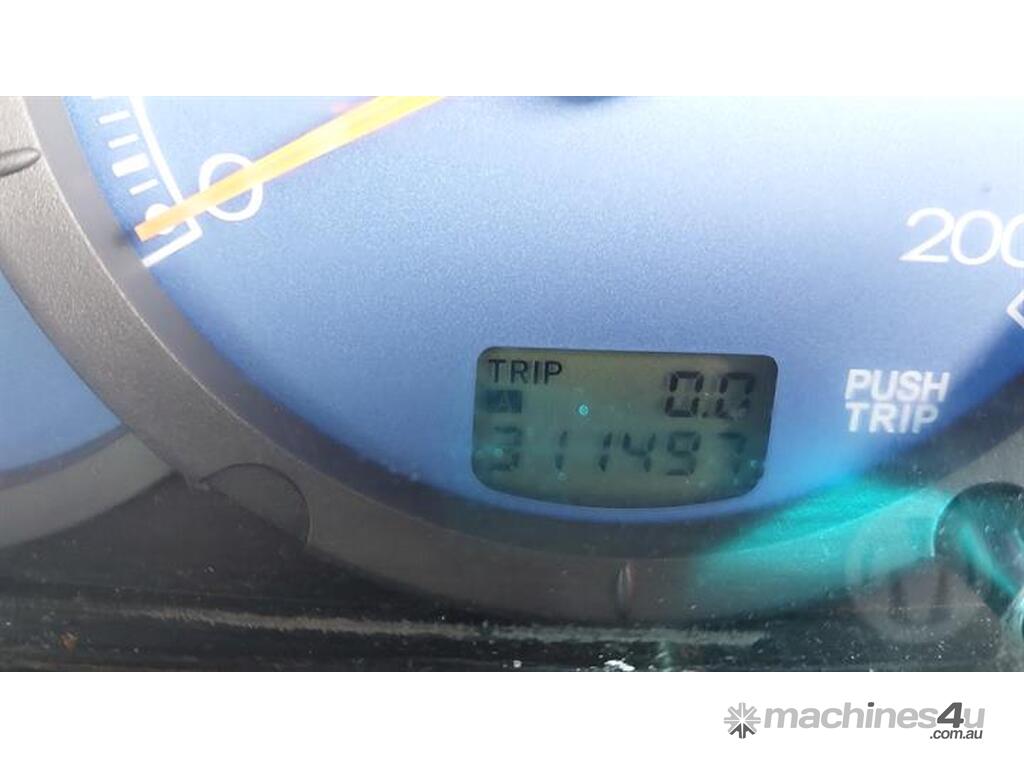 0
200
TRIP 0.0
A
311497
PUSH
TRIP
machines4u
.com.au